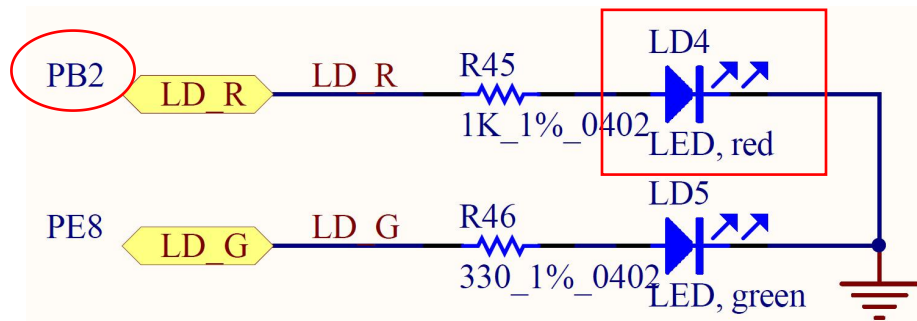 PB2
LD_R
LD_R
R45
1K_1%_0402
LD4
LED, red
PE8
LD_G
LD_G
R46
330_1%_0402
LD5
LED, green